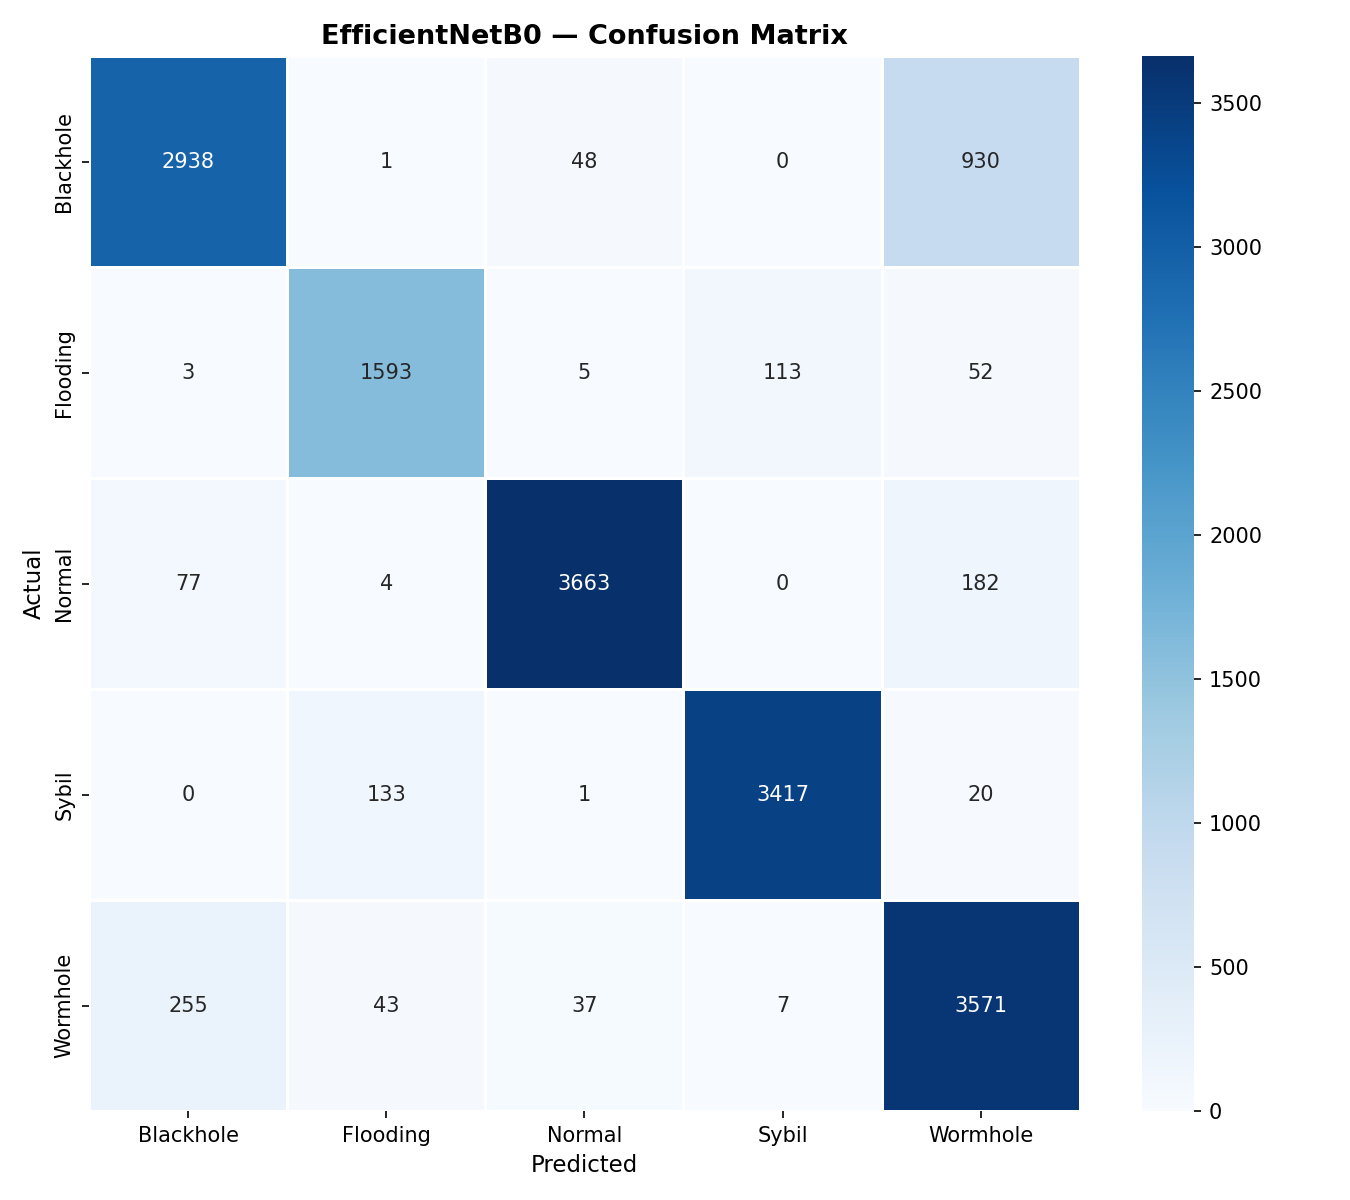 EfficientNetB0 — Confusion Matrix
Actual
Blackhole 2938 1 48 0 930
Flooding 3 1593 5 113 52
Normal 77 4 3663 0 182
Sybil 0 133 1 3417 20
Wormhole 255 43 37 7 3571
Blackhole Flooding Normal Sybil Wormhole
Predicted
3500
3000
2500
2000
1500
1000
500
0